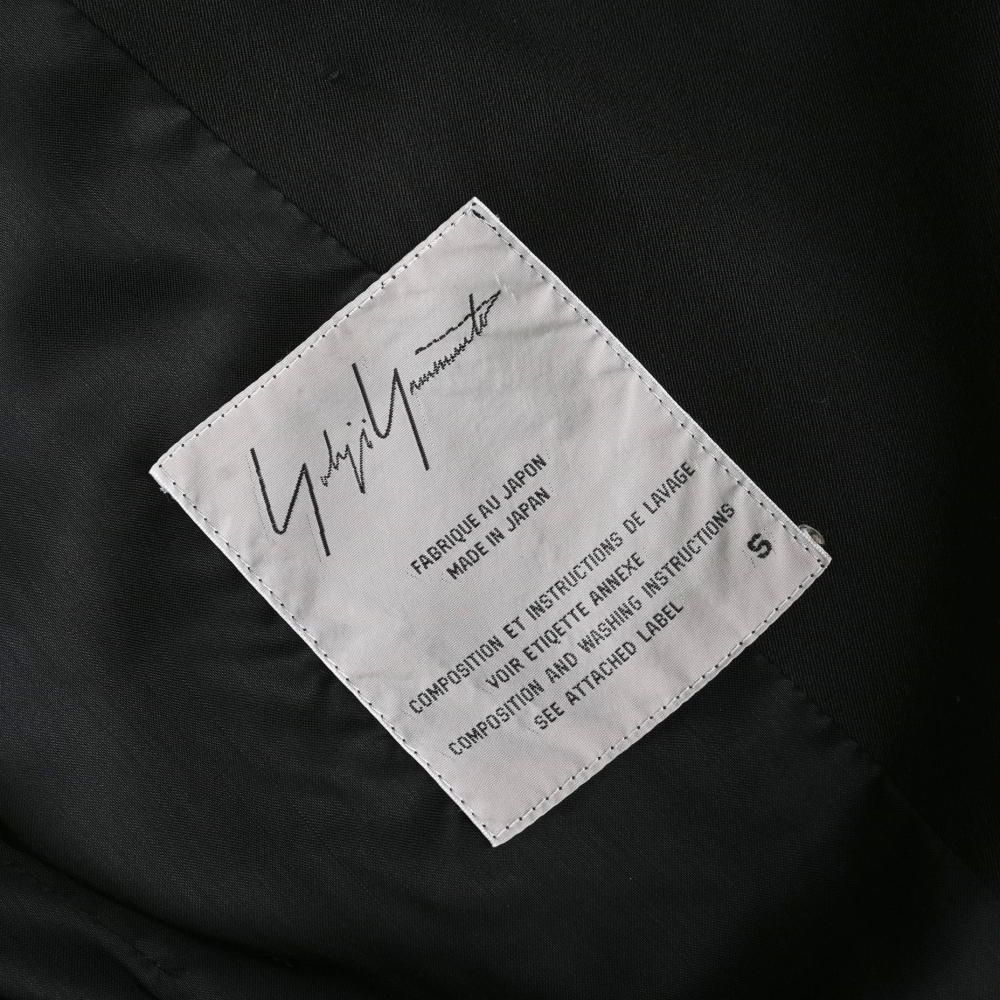 Yohji Yamamoto
FABRIQUE AU JAPON
MADE IN JAPAN
COMPOSITION ET INSTRUCTIONS DE LAVAGE
VOIR ETIQETTE ANNEXE
COMPOSITION AND WASHING INSTRUCTIONS
SEE ATTACHED LABEL
S